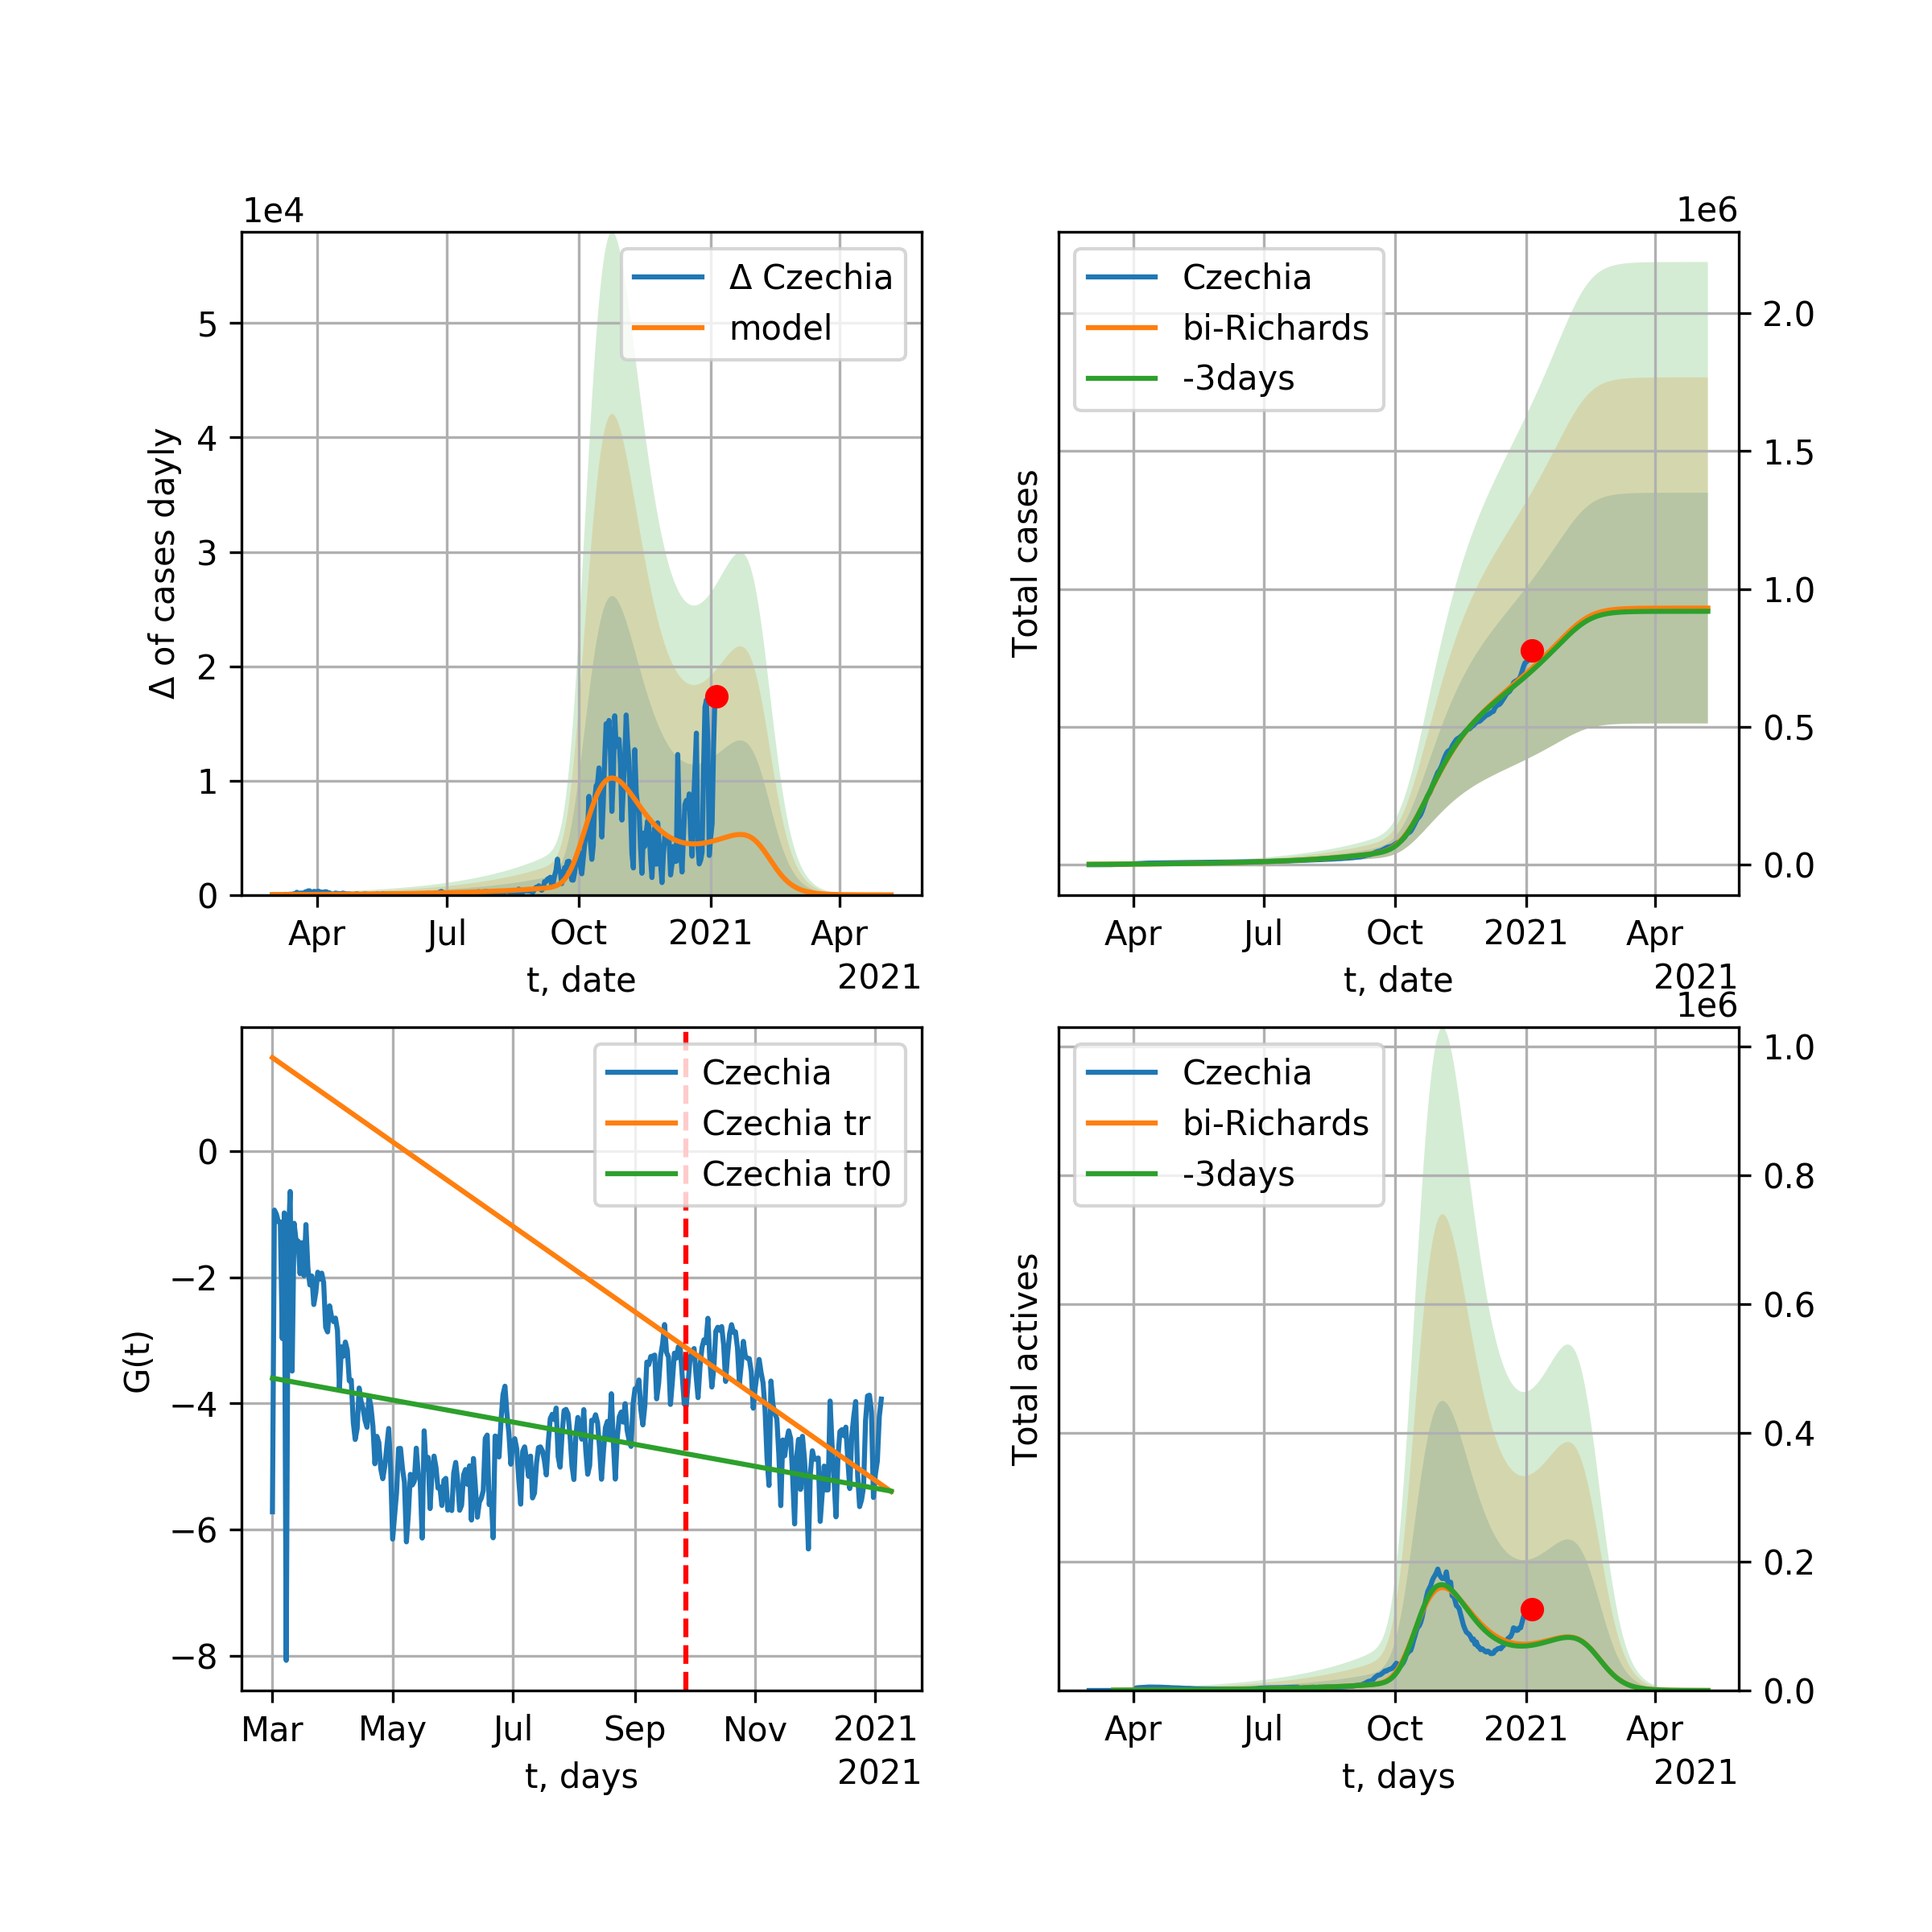 1e4
Δ of cases dayly
5
4
3
2
1
0
Δ Czechia
model
Apr
Jul
Oct
2021
Apr
t, date
2021
1e6
Total cases
Czechia
bi-Richards
-3days
2.0
1.5
1.0
0.5
0.0
Apr
Jul
Oct
2021
Apr
t, date
2021
G(t)
0
−2
−4
−6
−8
Czechia
Czechia tr
Czechia tr0
Mar
May
Jul
Sep
Nov
2021
t, days
2021
1e6
Total actives
Czechia
bi-Richards
-3days
1.0
0.8
0.6
0.4
0.2
0.0
Apr
Jul
Oct
2021
Apr
t, days
2021